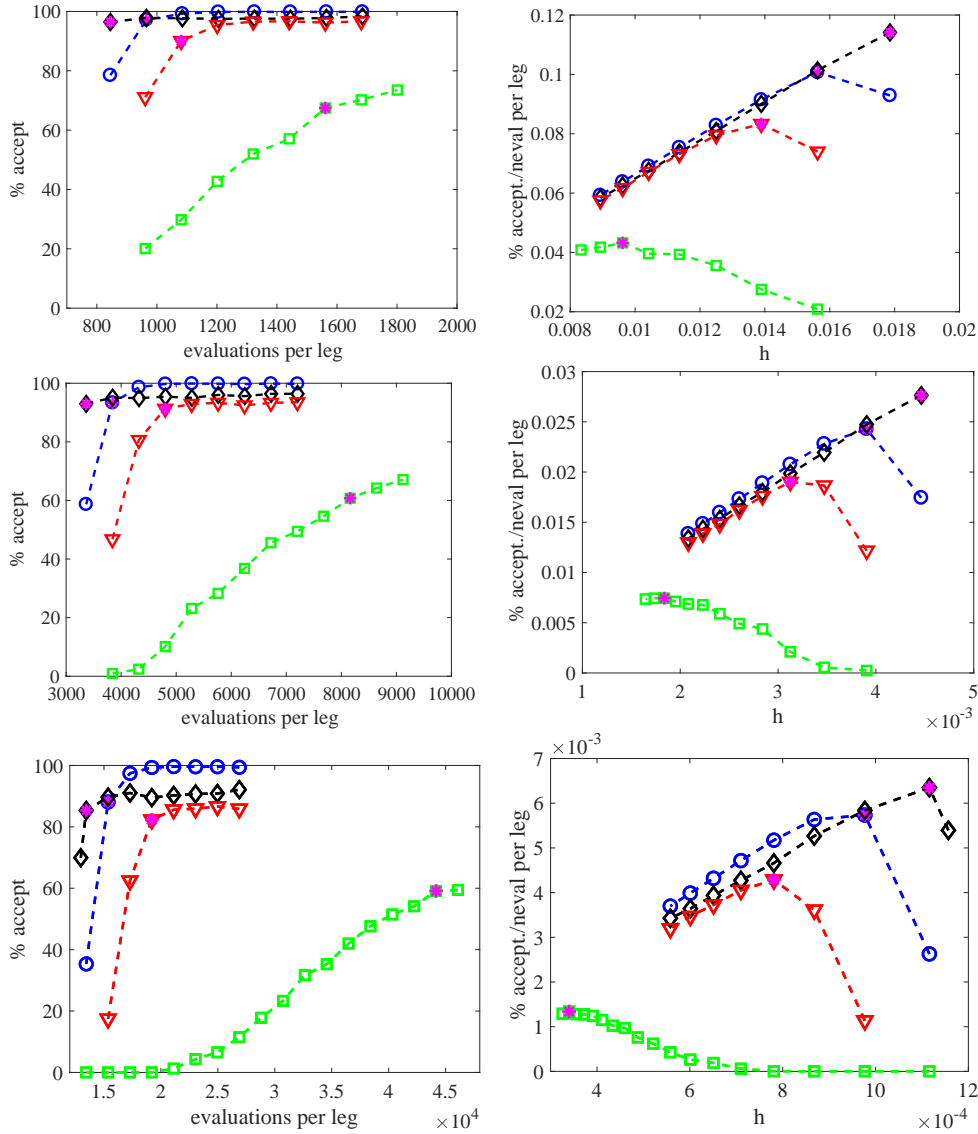 100
80
60
40
20
0
% accept
800 1000 1200 1400 1600 1800 2000
evaluations per leg
0.12
0.1
0.08
0.06
0.04
0.02
% accept./neval per leg
0.008 0.01 0.012 0.014 0.016 0.018 0.02
h
100
80
60
40
20
0
% accept
3000 4000 5000 6000 7000 8000 9000 10000
evaluations per leg
0.03
0.025
0.02
0.015
0.01
0.005
0
% accept./neval per leg
1 2 3 4 5
h
×10⁻³
100
80
60
40
20
0
% accept
1.5 2 2.5 3 3.5 4 4.5
evaluations per leg
×10⁴
×10⁻³
7
6
5
4
3
2
1
0
% accept./neval per leg
4 6 8 10 12
h
×10⁻⁴